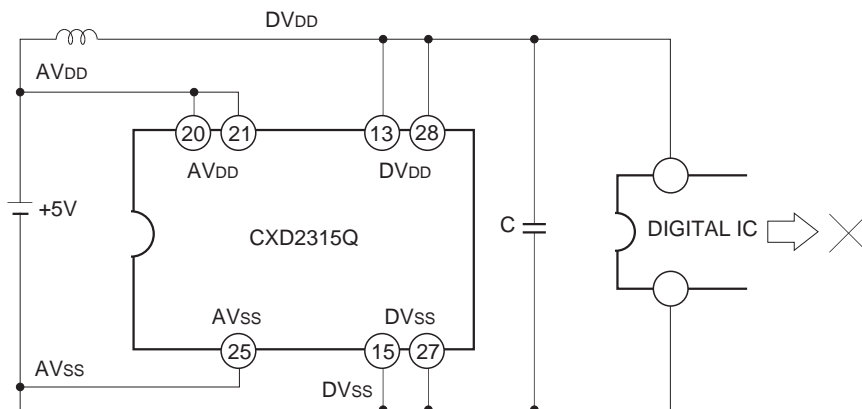 DVDD
AVDD
20 21 13 28
AVDD DVDD
+5V
CXD2315Q
C
DIGITAL IC
AVSS DVSS
25 15 27
AVSS
DVSS